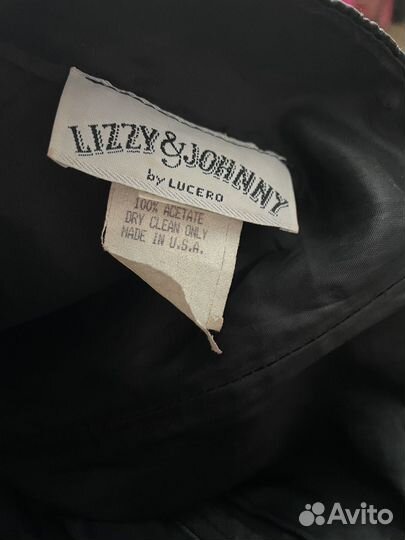 LIZZY&JOHNNY
by LUCERO
100% ACETATE
DRY CLEAN ONLY
MADE IN U.S.A.
Avito